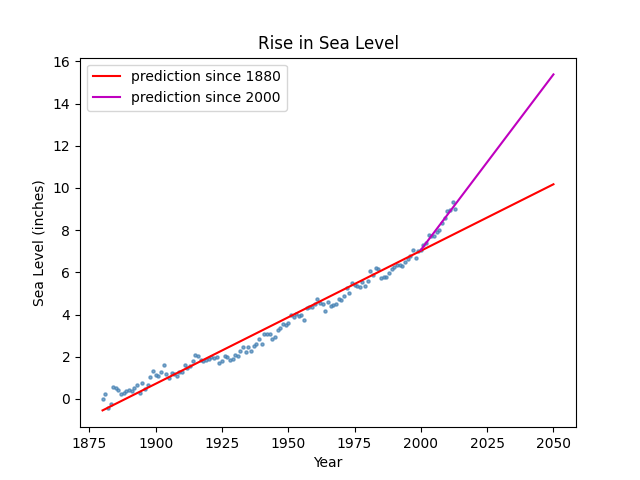 Rise in Sea Level
prediction since 1880
prediction since 2000
Sea Level (inches)
16
14
12
10
8
6
4
2
0
1875 1900 1925 1950 1975 2000 2025 2050
Year